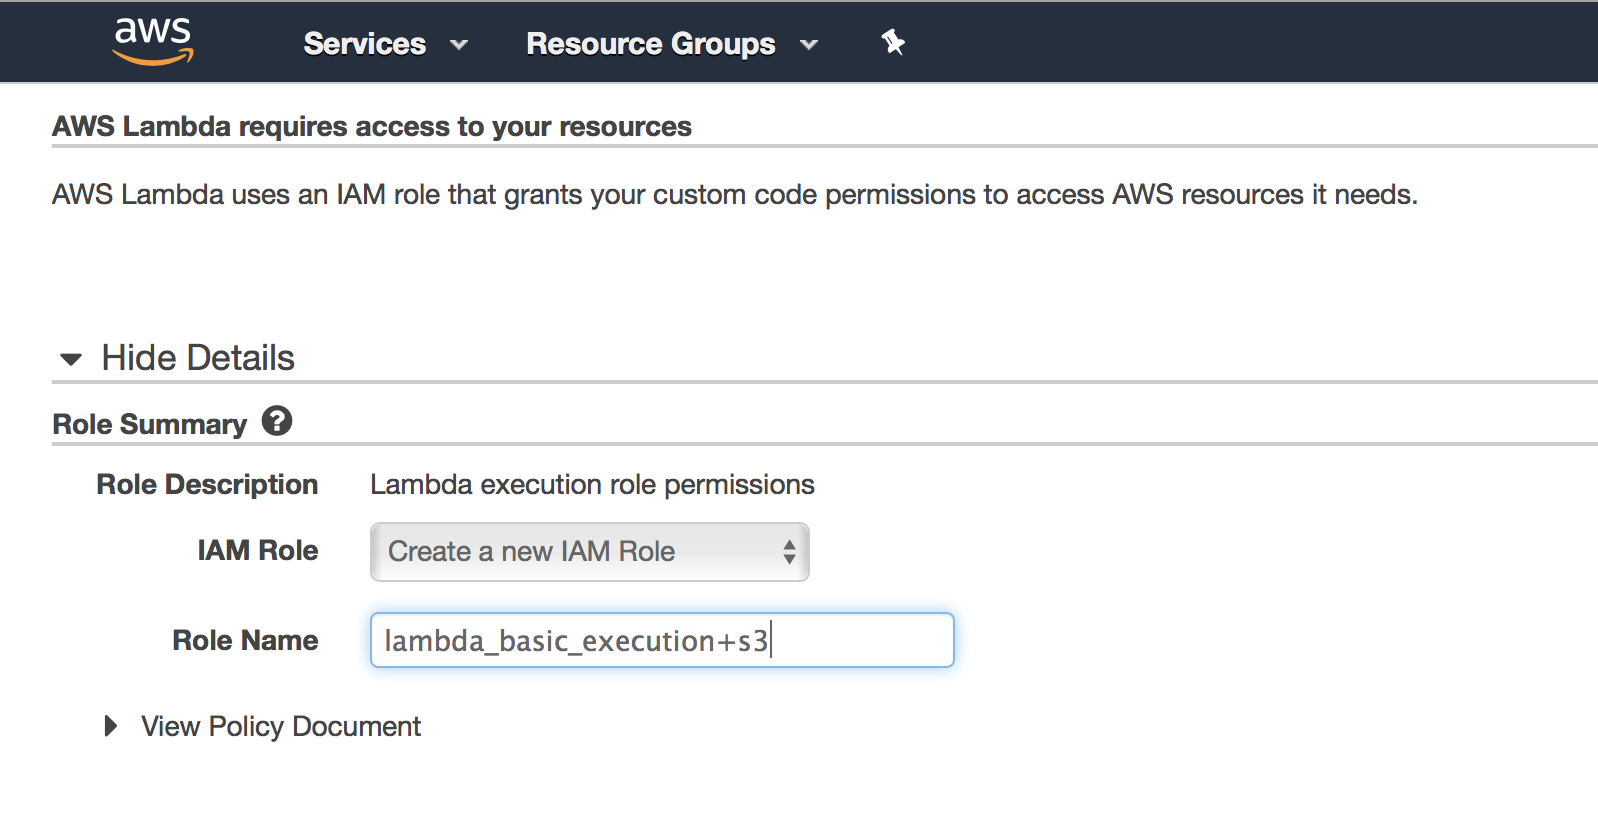 aws Services Resource Groups
AWS Lambda requires access to your resources
AWS Lambda uses an IAM role that grants your custom code permissions to access AWS resources it needs.
Hide Details
Role Summary ?
Role Description Lambda execution role permissions
IAM Role Create a new IAM Role
Role Name lambda_basic_execution+s3
View Policy Document